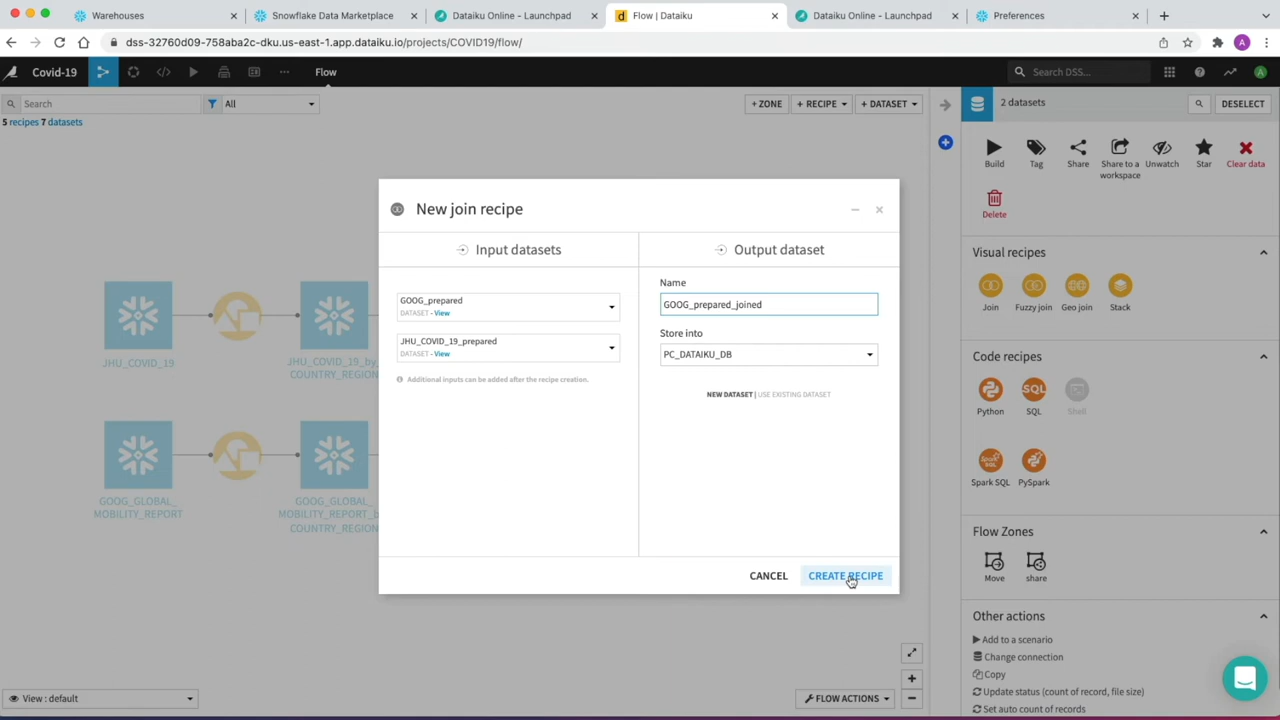 Warehouses
Snowflake Data Marketplace
Dataiku Online - Launchpad
Flow | Dataiku
Dataiku Online - Launchpad
Preferences
dss-32760d09-758aba2c-dku.us-east-1.app.dataiku.io/projects/COVID19/flow/
A
Covid-19
Flow
Search DSS...
A
Search
All
+ ZONE
+ RECIPE
+ DATASET
2 datasets
DESELECT
5 recipes 7 datasets
Build
Tag
Share
Share to a
workspace
Unwatch
Star
Clear data
Delete
New join recipe
Input datasets
Output dataset
GOOG_prepared
DATASET - View
JHU_COVID_19_prepared
DATASET - View
Additional inputs can be added after the recipe creation.
Name
GOOG_prepared_joined
Store into
PC_DATAIKU_DB
NEW DATASET | USE EXISTING DATASET
CANCEL
CREATE RECIPE
JHU_COVID_19
JHU_COVID_19_by_
COUNTRY_REGION
GOOG_GLOBAL_
MOBILITY_REPORT
GOOG_GLOBAL_
MOBILITY_REPORT_b
COUNTRY_REGION
Visual recipes
Join
Fuzzy join
Geo join
Stack
Code recipes
Python
SQL
Shell
Spark SQL
PySpark
Flow Zones
Move
share
Other actions
Add to a scenario
Change connection
Copy
Update status (count of record, file size)
Set auto count of records
View : default
FLOW ACTIONS